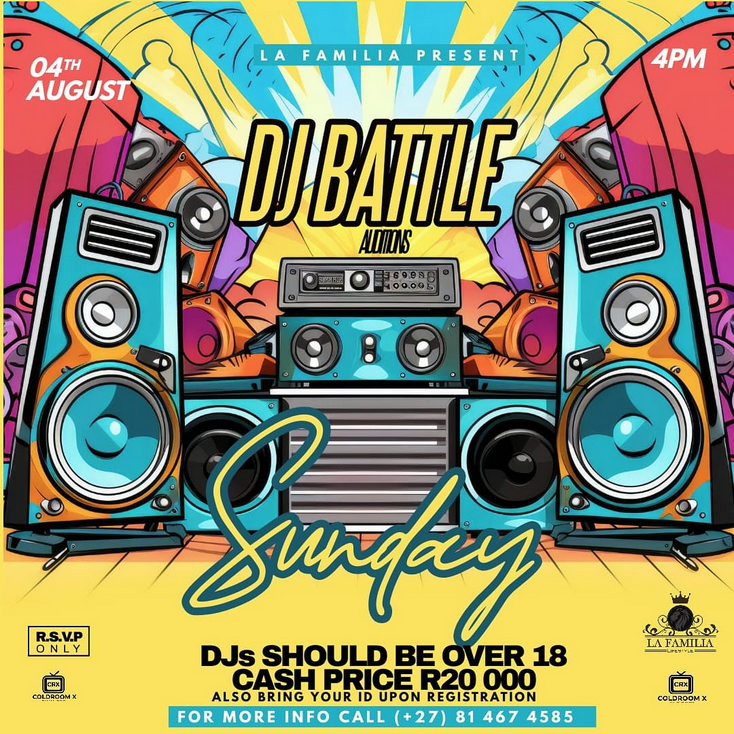 LA FAMILIA PRESENT
04TH
AUGUST
4PM
DJ BATTLE
AUDITIONS
Sunday
R.S.V.P
ONLY
LA FAMILIA
LIFESTYLE
DJs SHOULD BE OVER 18
CASH PRICE R20 000
ALSO BRING YOUR ID UPON REGISTRATION
CRX
COLDROOM X
CRX
COLDROOM X
FOR MORE INFO CALL (+27) 81 467 4585